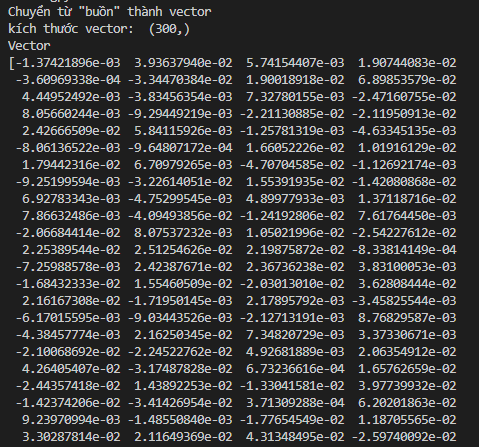 Chuyển từ "buồn" thành vector
kích thước vector:  (300,)
Vector
[-1.37421896e-03  3.93637940e-02  5.74154407e-03  1.90744083e-02
 -3.60969338e-04 -3.34470384e-02  1.90018918e-02  6.89853579e-02
  4.44952492e-03 -3.83456354e-03  7.32780155e-03 -2.47160755e-02
  8.05660244e-03 -9.29449219e-03 -2.21130885e-02 -2.11950913e-02
  2.42666509e-02  5.84115926e-03 -1.25781319e-03 -4.63345135e-03
 -8.06136522e-03 -9.64807172e-04  1.66052226e-02  1.01916129e-02
  1.79442316e-02  6.70979265e-03 -4.70704585e-02 -1.12692174e-03
 -9.25199594e-03 -3.22614051e-02  1.55391935e-02 -1.42080868e-02
  6.92783343e-03 -4.75299545e-03  4.89977933e-03  1.37118716e-02
  7.86632486e-03 -4.09493856e-02 -1.24192806e-02  7.61764450e-03
 -2.06684414e-02  8.07537232e-03  1.05021996e-02 -2.54227612e-02
  2.25389544e-02  2.51254626e-02  2.19875872e-02 -8.33814149e-04
 -7.25988578e-03  2.42387671e-02  2.36736238e-02  3.83100053e-03
 -1.68432333e-02  1.55460509e-02 -2.03013010e-02  3.62808444e-02
  2.16167308e-02 -1.71950145e-03  2.17895792e-03 -3.45825544e-03
 -6.17015595e-03 -9.03443526e-03 -2.12713191e-03  8.76829587e-03
 -4.38457774e-04  2.16250345e-03  7.34820729e-03  3.37330671e-03
 -2.10068692e-02 -2.24522762e-02  4.92681889e-03  2.06354912e-02
  4.26405407e-02 -3.17487828e-02  6.73236616e-04  1.65762659e-02
 -2.44357418e-02  1.43892253e-02 -1.33041581e-02  3.97739932e-02
 -1.42374206e-02 -3.41426954e-02  3.71309288e-04  6.20201863e-02
  9.23970994e-04 -1.48550840e-03 -1.77654549e-02  1.18705565e-02
  3.30287814e-02  2.11649369e-02  4.31348495e-02 -2.59740092e-02